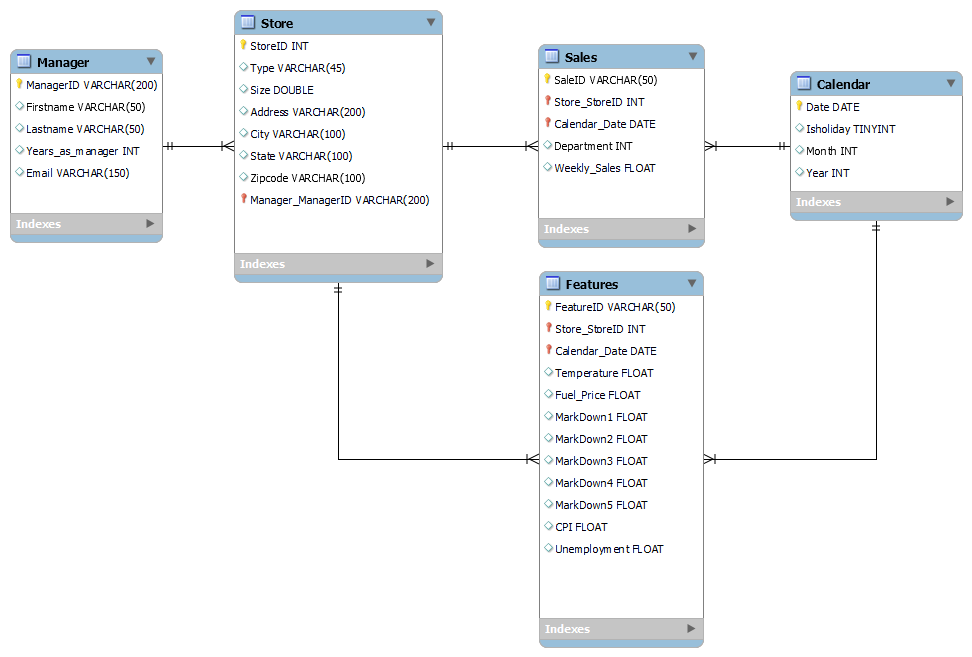 Manager
ManagerID VARCHAR(200)
Firstname VARCHAR(50)
Lastname VARCHAR(50)
Years_as_manager INT
Email VARCHAR(150)
Indexes
Store
StoreID INT
Type VARCHAR(45)
Size DOUBLE
Address VARCHAR(200)
City VARCHAR(100)
State VARCHAR(100)
Zipcode VARCHAR(100)
Manager_ManagerID VARCHAR(200)
Indexes
Sales
SaleID VARCHAR(50)
Store_StoreID INT
Calendar_Date DATE
Department INT
Weekly_Sales FLOAT
Indexes
Calendar
Date DATE
Isholiday TINYINT
Month INT
Year INT
Indexes
Features
FeatureID VARCHAR(50)
Store_StoreID INT
Calendar_Date DATE
Temperature FLOAT
Fuel_Price FLOAT
MarkDown1 FLOAT
MarkDown2 FLOAT
MarkDown3 FLOAT
MarkDown4 FLOAT
MarkDown5 FLOAT
CPI FLOAT
Unemployment FLOAT
Indexes